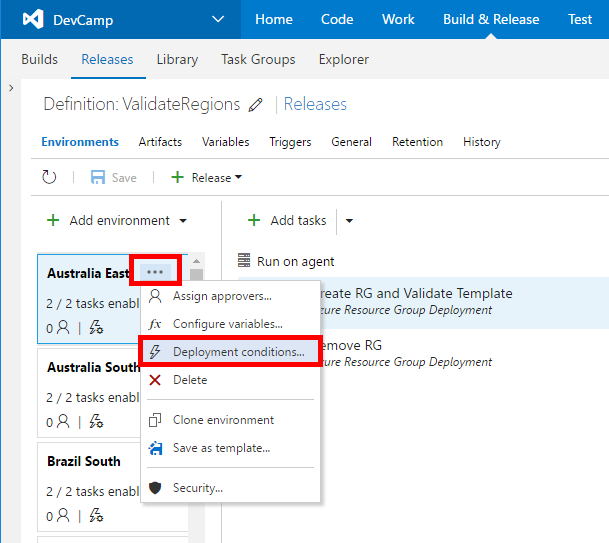 DevCamp Home Code Work Build & Release Test
Builds Releases Library Task Groups Explorer
Definition: ValidateRegions | Releases
Environments Artifacts Variables Triggers General Retention History
Save | + Release
+ Add environment + Add tasks
Run on agent
Australia East ...
2 / 2 tasks enabl
0 |
reate RG and Validate Template
ure Resource Group Deployment
emove RG
ure Resource Group Deployment
Assign approvers...
fx Configure variables...
Deployment conditions...
Delete
Clone environment
Save as template...
Security...
Australia South
2 / 2 tasks enabl
0 |
Brazil South
2 / 2 tasks enabl
0 |